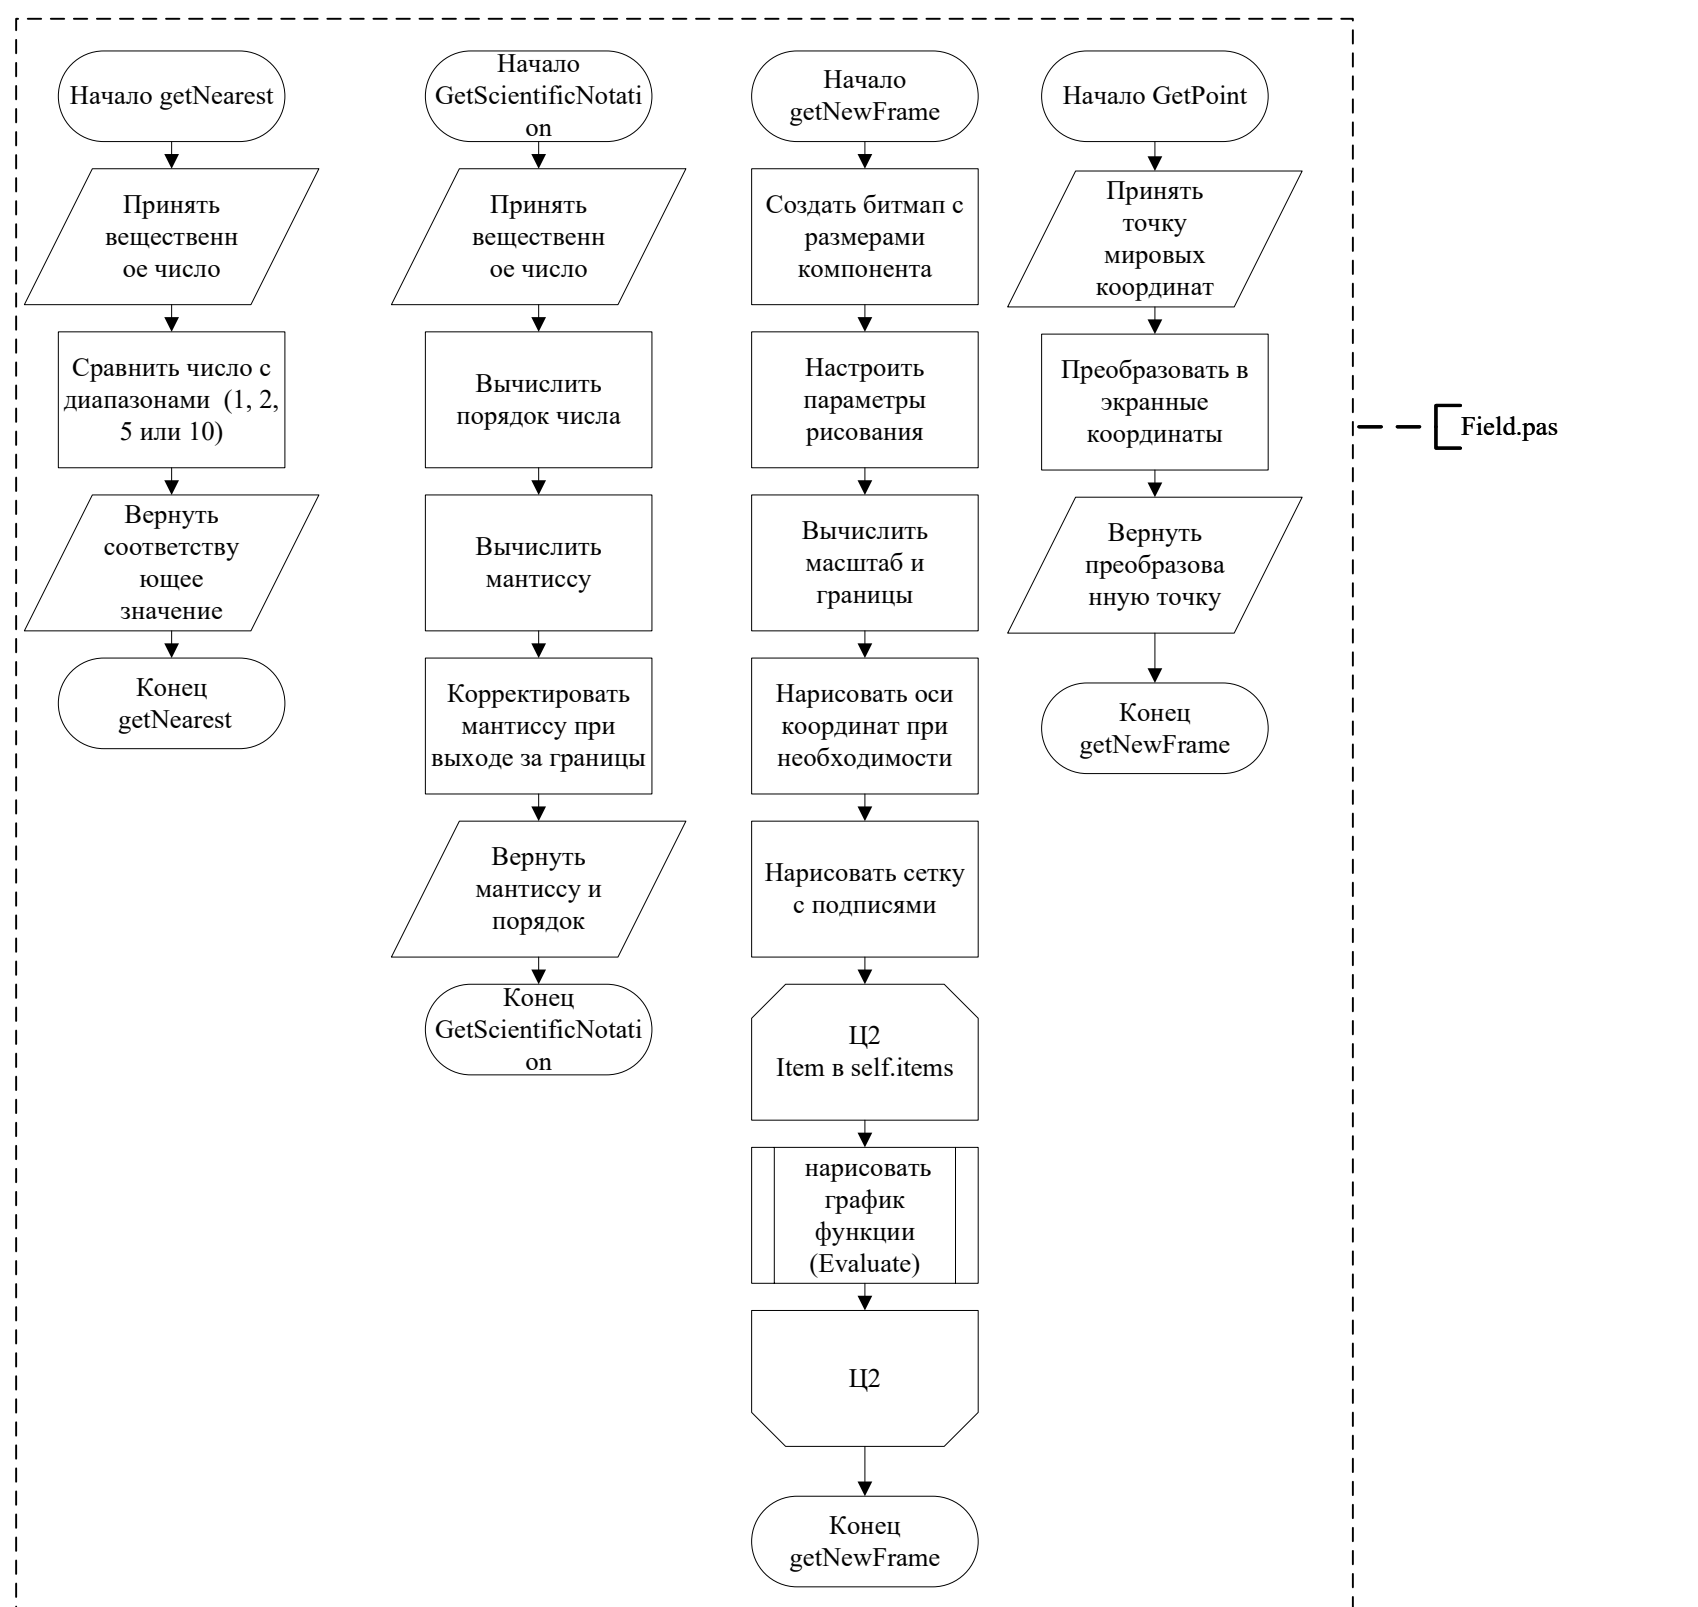 Начало getNearest
Принять
вещественн
ое число
Сравнить число с
диапазонами (1, 2,
5 или 10)
Вернуть
соответству
ющее
значение
Конец
getNearest
Начало
GetScientificNotati
on
Принять
вещественн
ое число
Вычислить
порядок числа
Вычислить
мантиссу
Корректировать
мантиссу при
выходе за границы
Вернуть
мантиссу и
порядок
Конец
GetScientificNotati
on
Начало
getNewFrame
Создать битмап с
размерами
компонента
Настроить
параметры
рисования
Вычислить
масштаб и
границы
Нарисовать оси
координат при
необходимости
Нарисовать сетку
с подписями
Ц2
Item в self.items
нарисовать
график
функции
(Evaluate)
Ц2
Конец
getNewFrame
Начало GetPoint
Принять
точку
мировых
координат
Преобразовать в
экранные
координаты
Вернуть
преобразова
нную точку
Конец
getNewFrame
Field.pas